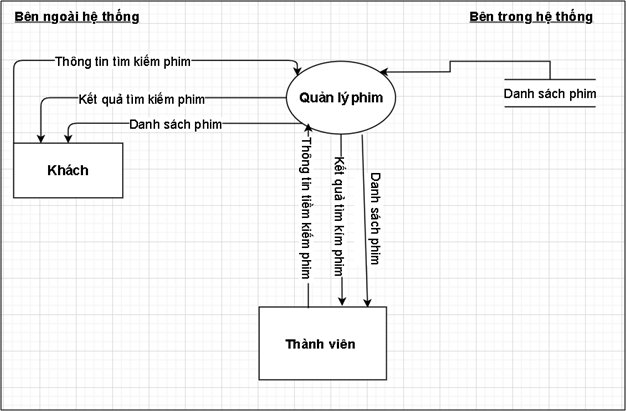 Bên ngoài hệ thống
Bên trong hệ thống
Thông tin tìm kiếm phim
Kết quả tìm kiếm phim
Quản lý phim
Danh sách phim
Danh sách phim
Khách
Thông tin tiềm kiếm phim
Kết quả tìm kím phim
Danh sách phim
Thành viên